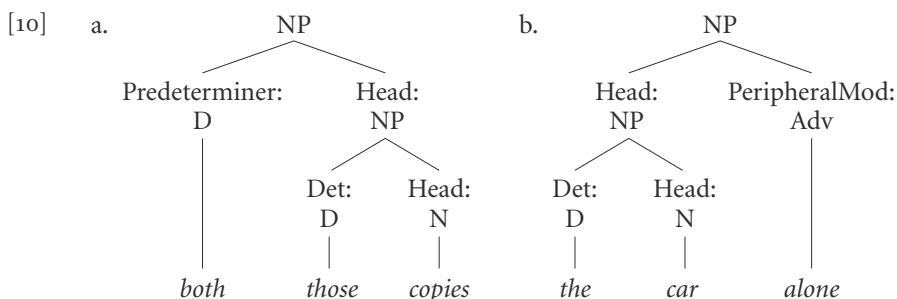 [10] a. NP b. NP
Predeterminer: Head: Head: PeripheralMod:
D NP NP Adv
Det: Head: Det: Head:
D N D N
both those copies the car alone